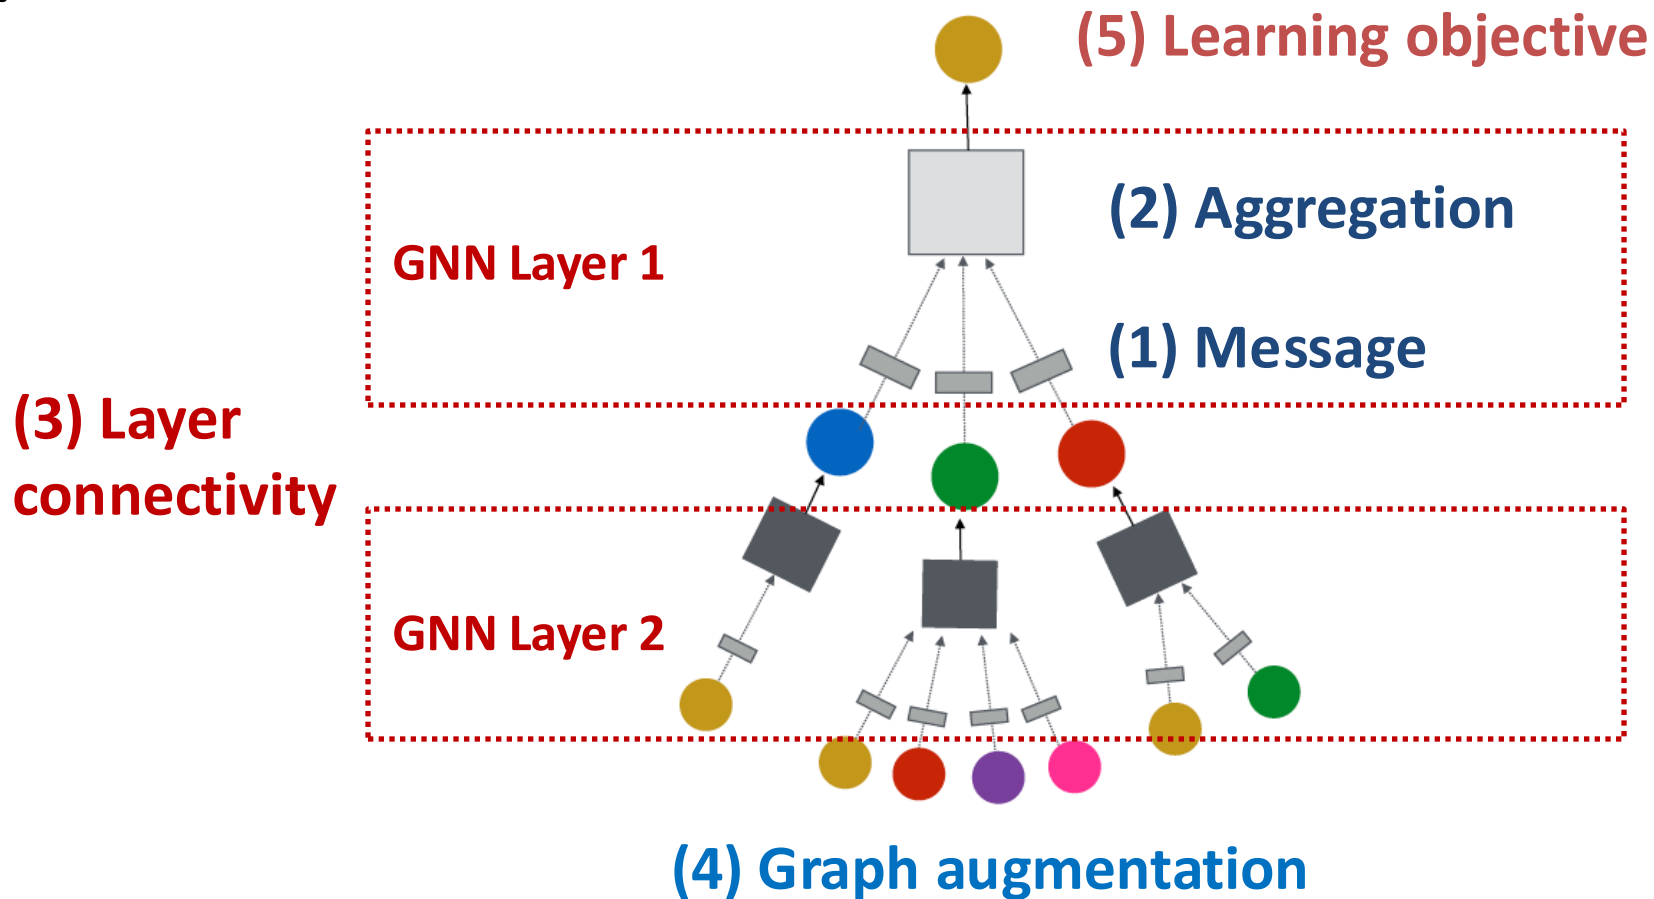 (5) Learning objective
(2) Aggregation
GNN Layer 1
(1) Message
(3) Layer
connectivity
GNN Layer 2
(4) Graph augmentation